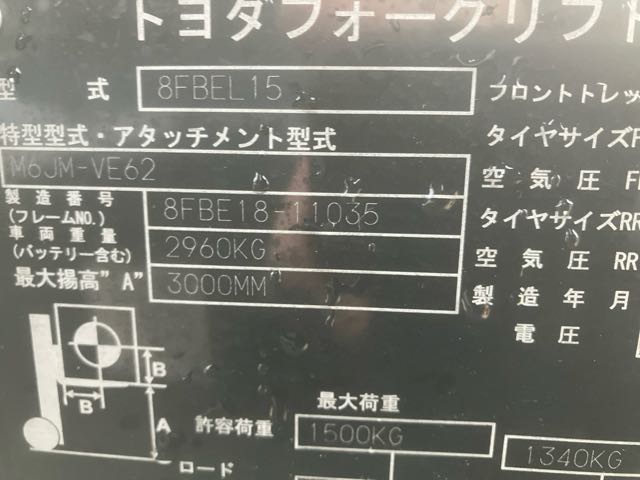 トヨダフォークリフト
型式 8FBEL15
フロントトレッ
特型型式・アタッチメント型式
タイヤサイズF
M6JM-VE62
空気圧 F
製造番号
(フレームNO.) 8FBE18-11035
タイヤサイズRR
車両重量
(バッテリー含む) 2960KG
空気圧 RR
最大揚高"A" 3000MM
製造年月
電圧
B
B
A
最大荷重
許容荷重 1500KG 1340KG
ロード